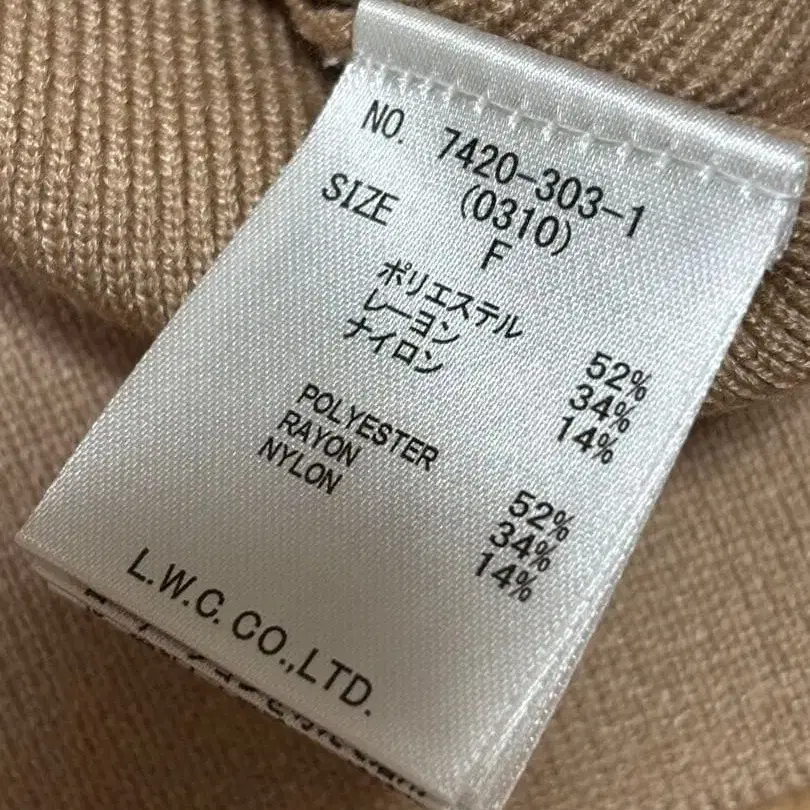 NO. 7420-303-1
(0310)
SIZE F
ポリエステル 52%
レーヨン 34%
ナイロン 14%
POLYESTER 52%
RAYON 34%
NYLON 14%
L.W.C.CO.,LTD.